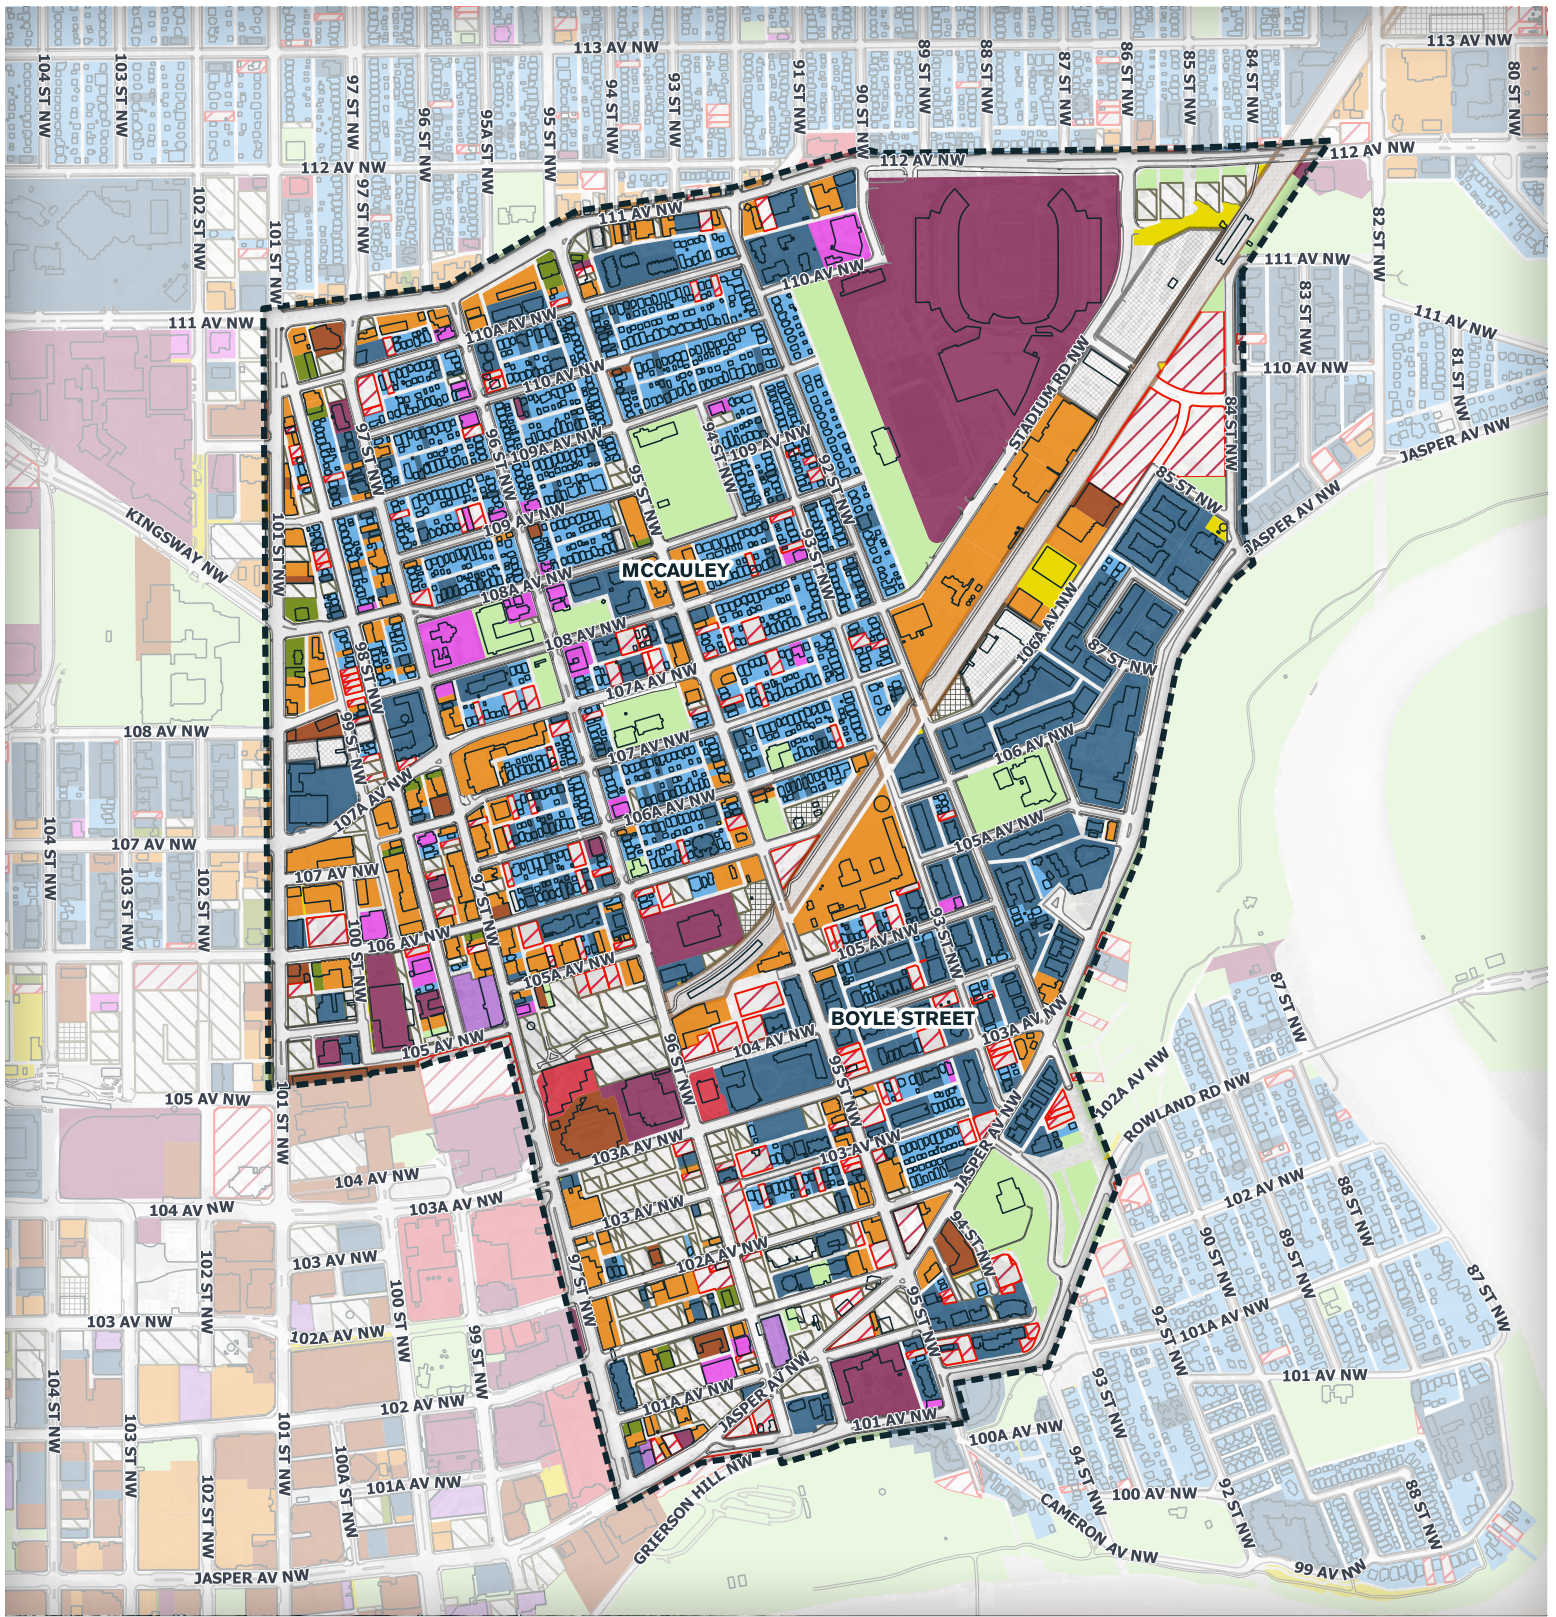 113 AV NW
113 AV NW
104 ST NW
103 ST NW
97 ST NW
96 ST NW
95A ST NW
95 ST NW
94 ST NW
93 ST NW
91 ST NW
90 ST NW
89 ST NW
88 ST NW
87 ST NW
86 ST NW
85 ST NW
84 ST NW
80 ST NW
112 AV NW
112 AV NW
112 AV NW
102 ST NW
101 ST NW
97 ST NW
111 AV NW
82 ST NW
111 AV NW
110 AV NW
83 ST NW
111 AV NW
110A AV NW
111 AV NW
110 AV NW
110 AV NW
81 ST NW
STADIUM RD NW
84 ST NW
97 ST NW
96 ST NW
109A AV NW
94 ST NW
109 AV NW
92 ST NW
95 ST NW
JASPER AV NW
85 ST NW
KINGSWAY NW
101 ST NW
109 AV NW
JASPER AV NW
MCCAULEY
93 ST NW
108A AV NW
106A AV NW
108 AV NW
87 ST NW
98 ST NW
107A AV NW
108 AV NW
99 ST NW
107 AV NW
106 AV NW
107A AV NW
106A AV NW
105A AV NW
104 ST NW
107 AV NW
103 ST NW
102 ST NW
107 AV NW
97 ST NW
100 ST NW
106 AV NW
93 ST NW
105 AV NW
105A AV NW
87 ST NW
BOYLE STREET
105 AV NW
96 ST NW
104 AV NW
95 ST NW
103A AV NW
102A AV NW
ROWLAND RD NW
105 AV NW
101 ST NW
103A AV NW
103 AV NW
JASPER AV NW
104 AV NW
103A AV NW
104 AV NW
103 AV NW
102 AV NW
88 ST NW
94 ST NW
90 ST NW
89 ST NW
102A AV NW
103 AV NW
102 ST NW
97 ST NW
87 ST NW
100 ST NW
95 ST NW
101A AV NW
92 ST NW
103 AV NW
102A AV NW
99 ST NW
104 ST NW
JASPER AV NW
101A AV NW
101 AV NW
93 ST NW
102 AV NW
101 AV NW
103 ST NW
101 ST NW
100A AV NW
100A ST NW
102 ST NW
101A AV NW
GRIERSON HILL NW
94 ST NW
100 AV NW
92 ST NW
88 ST NW
CAMERON AV NW
99 AV NW
JASPER AV NW